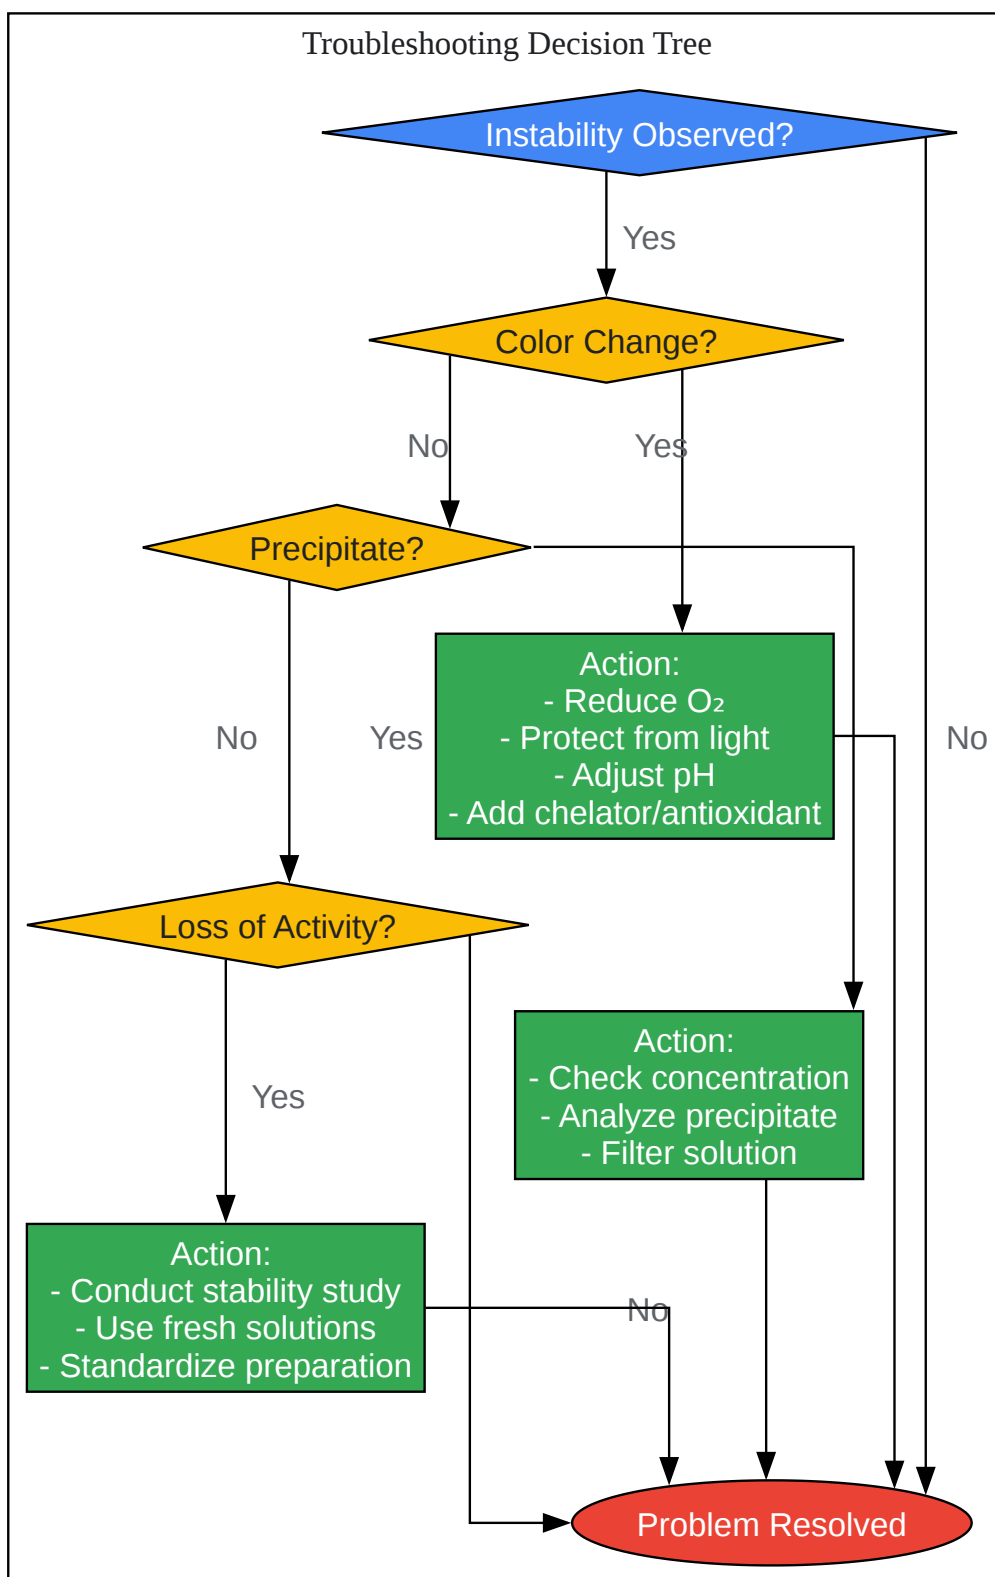 Troubleshooting Decision Tree
Instability Observed?
Yes
Color Change?
No
Yes
Precipitate?
Action:
- Reduce O₂
- Protect from light
- Adjust pH
- Add chelator/antioxidant
No
Yes
No
Loss of Activity?
Action:
- Check concentration
- Analyze precipitate
- Filter solution
Yes
Action:
- Conduct stability study
- Use fresh solutions
- Standardize preparation
No
Problem Resolved